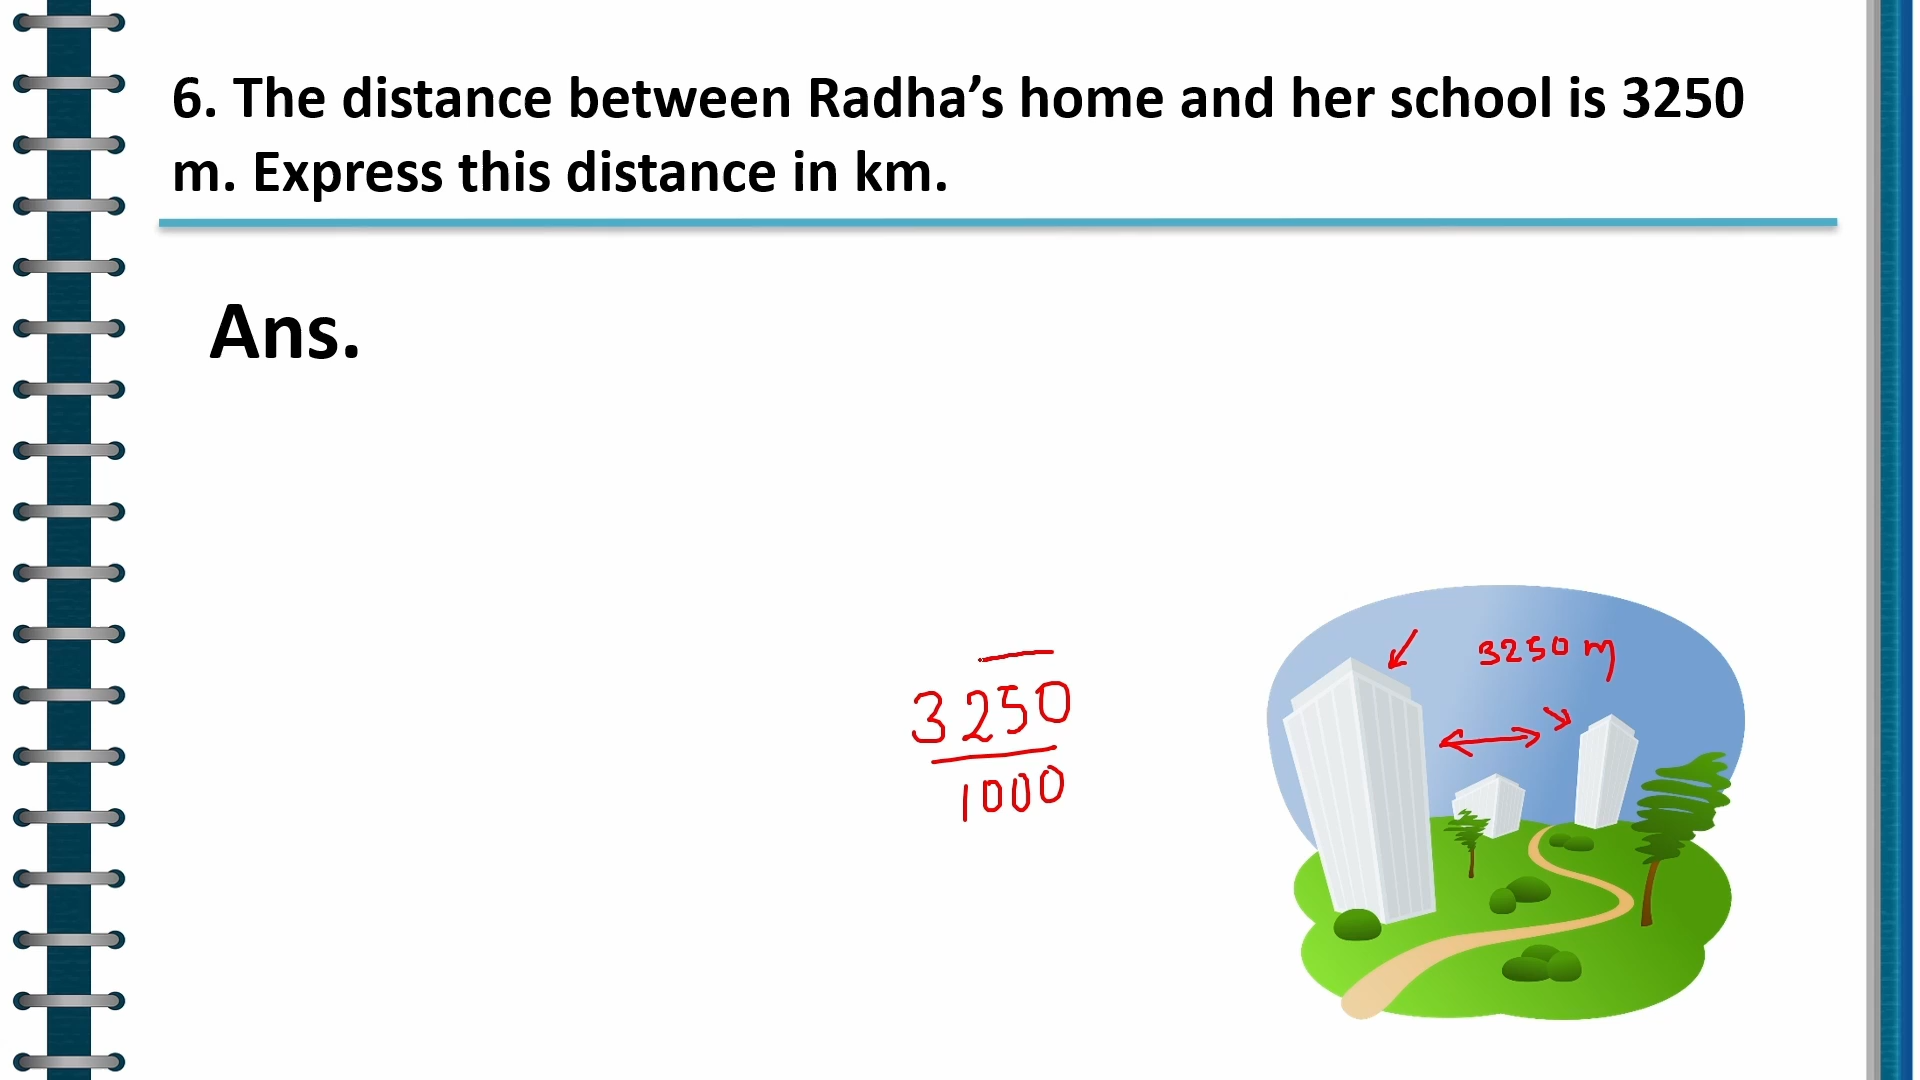 6. The distance between Radha’s home and her school is 3250
m. Express this distance in km.
Ans.
3250 m
3250
1000